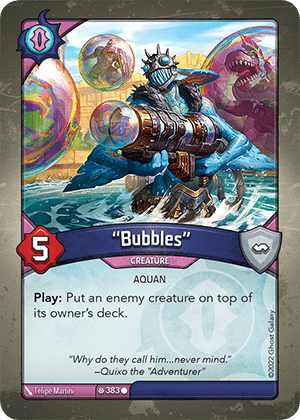 5
“Bubbles”
CREATURE
AQUAN
Play: Put an enemy creature on top of
its owner’s deck.
“Why do they call him...never mind.”
–Quixo the “Adventurer”
Felipe Martini
383
©2022 Ghost Galaxy